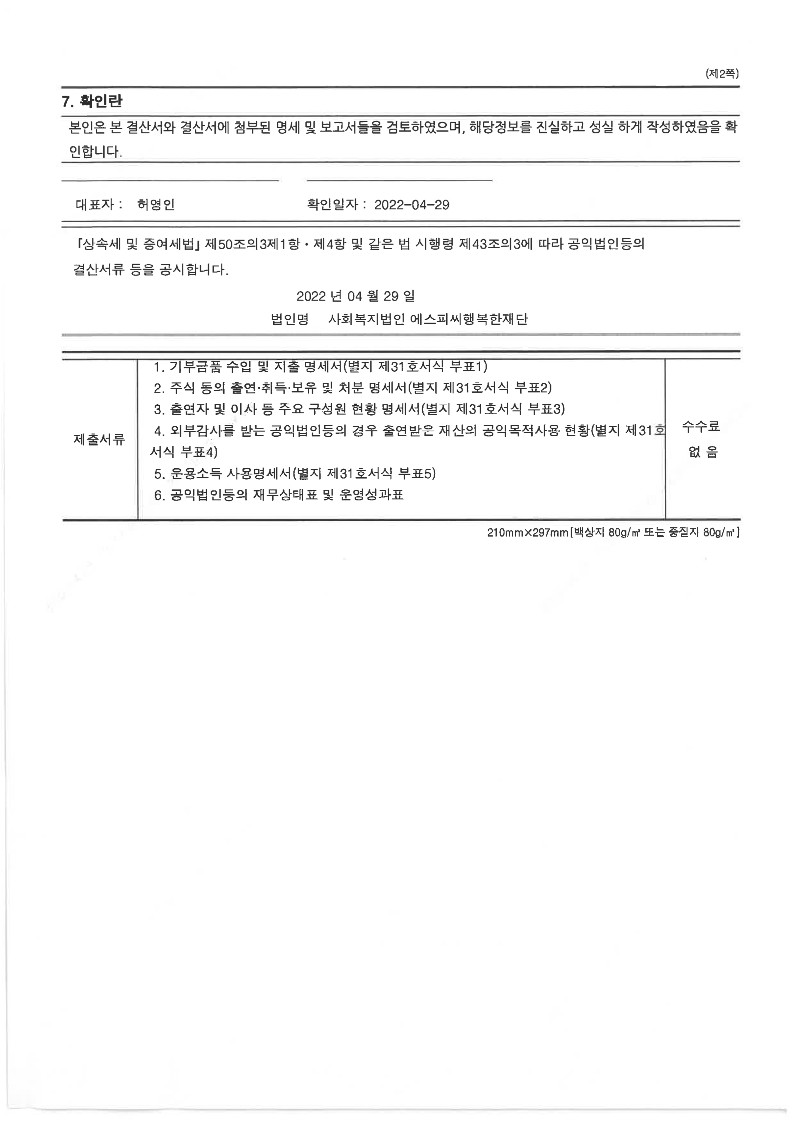 (제2쪽)
7. 확인란
본인은 본 결산서와 결산서에 첨부된 명세 및 보고서들을 검토하였으며, 해당정보를 진실하고 성실 하게 작성하였음을 확
인합니다.
대표자 : 허영인 확인일자 : 2022-04-29
「상속세 및 증여세법」 제50조의3제1항ㆍ제4항 및 같은 법 시행령 제43조의3에 따라 공익법인등의
결산서류 등을 공시합니다.
2022 년 04 월 29 일
법인명 사회복지법인 에스피씨행복한재단
제출서류
1. 기부금품 수입 및 지출 명세서(별지 제31호서식 부표1)
2. 주식 등의 출연·취득·보유 및 처분 명세서(별지 제31호서식 부표2)
3. 출연자 및 이사 등 주요 구성원 현황 명세서(별지 제31호서식 부표3)
4. 외부감사를 받는 공익법인등의 경우 출연받은 재산의 공익목적사용 현황(별지 제31호
서식 부표4)
5. 운용소득 사용명세서(별지 제31호서식 부표5)
6. 공익법인등의 재무상태표 및 운영성과표
수수료
없 음
210mm×297mm[백상지 80g/㎡ 또는 중질지 80g/㎡]